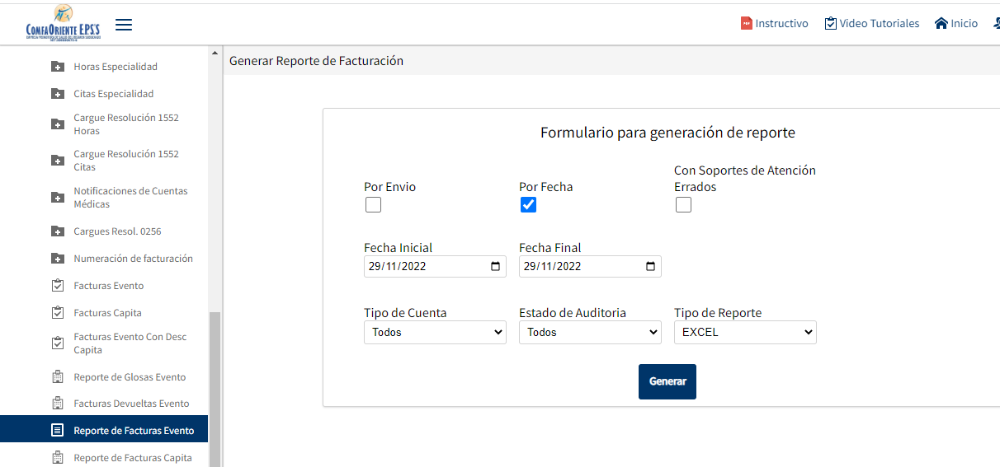 COMFAORIENTE EPS'S
Instructivo
Video Tutoriales
Inicio
Horas Especialidad
Citas Especialidad
Cargue Resolución 1552
Horas
Cargue Resolución 1552
Citas
Notificaciones de Cuentas
Médicas
Cargues Resol. 0256
Numeración de facturación
Facturas Evento
Facturas Capita
Facturas Evento Con Desc
Capita
Reporte de Glosas Evento
Facturas Devueltas Evento
Reporte de Facturas Evento
Reporte de Facturas Capita
Generar Reporte de Facturación
Formulario para generación de reporte
Por Envio
Por Fecha
Con Soportes de Atención
Errados
Fecha Inicial
Fecha Final
29/11/2022
29/11/2022
Tipo de Cuenta
Estado de Auditoria
Tipo de Reporte
Todos
Todos
EXCEL
Generar